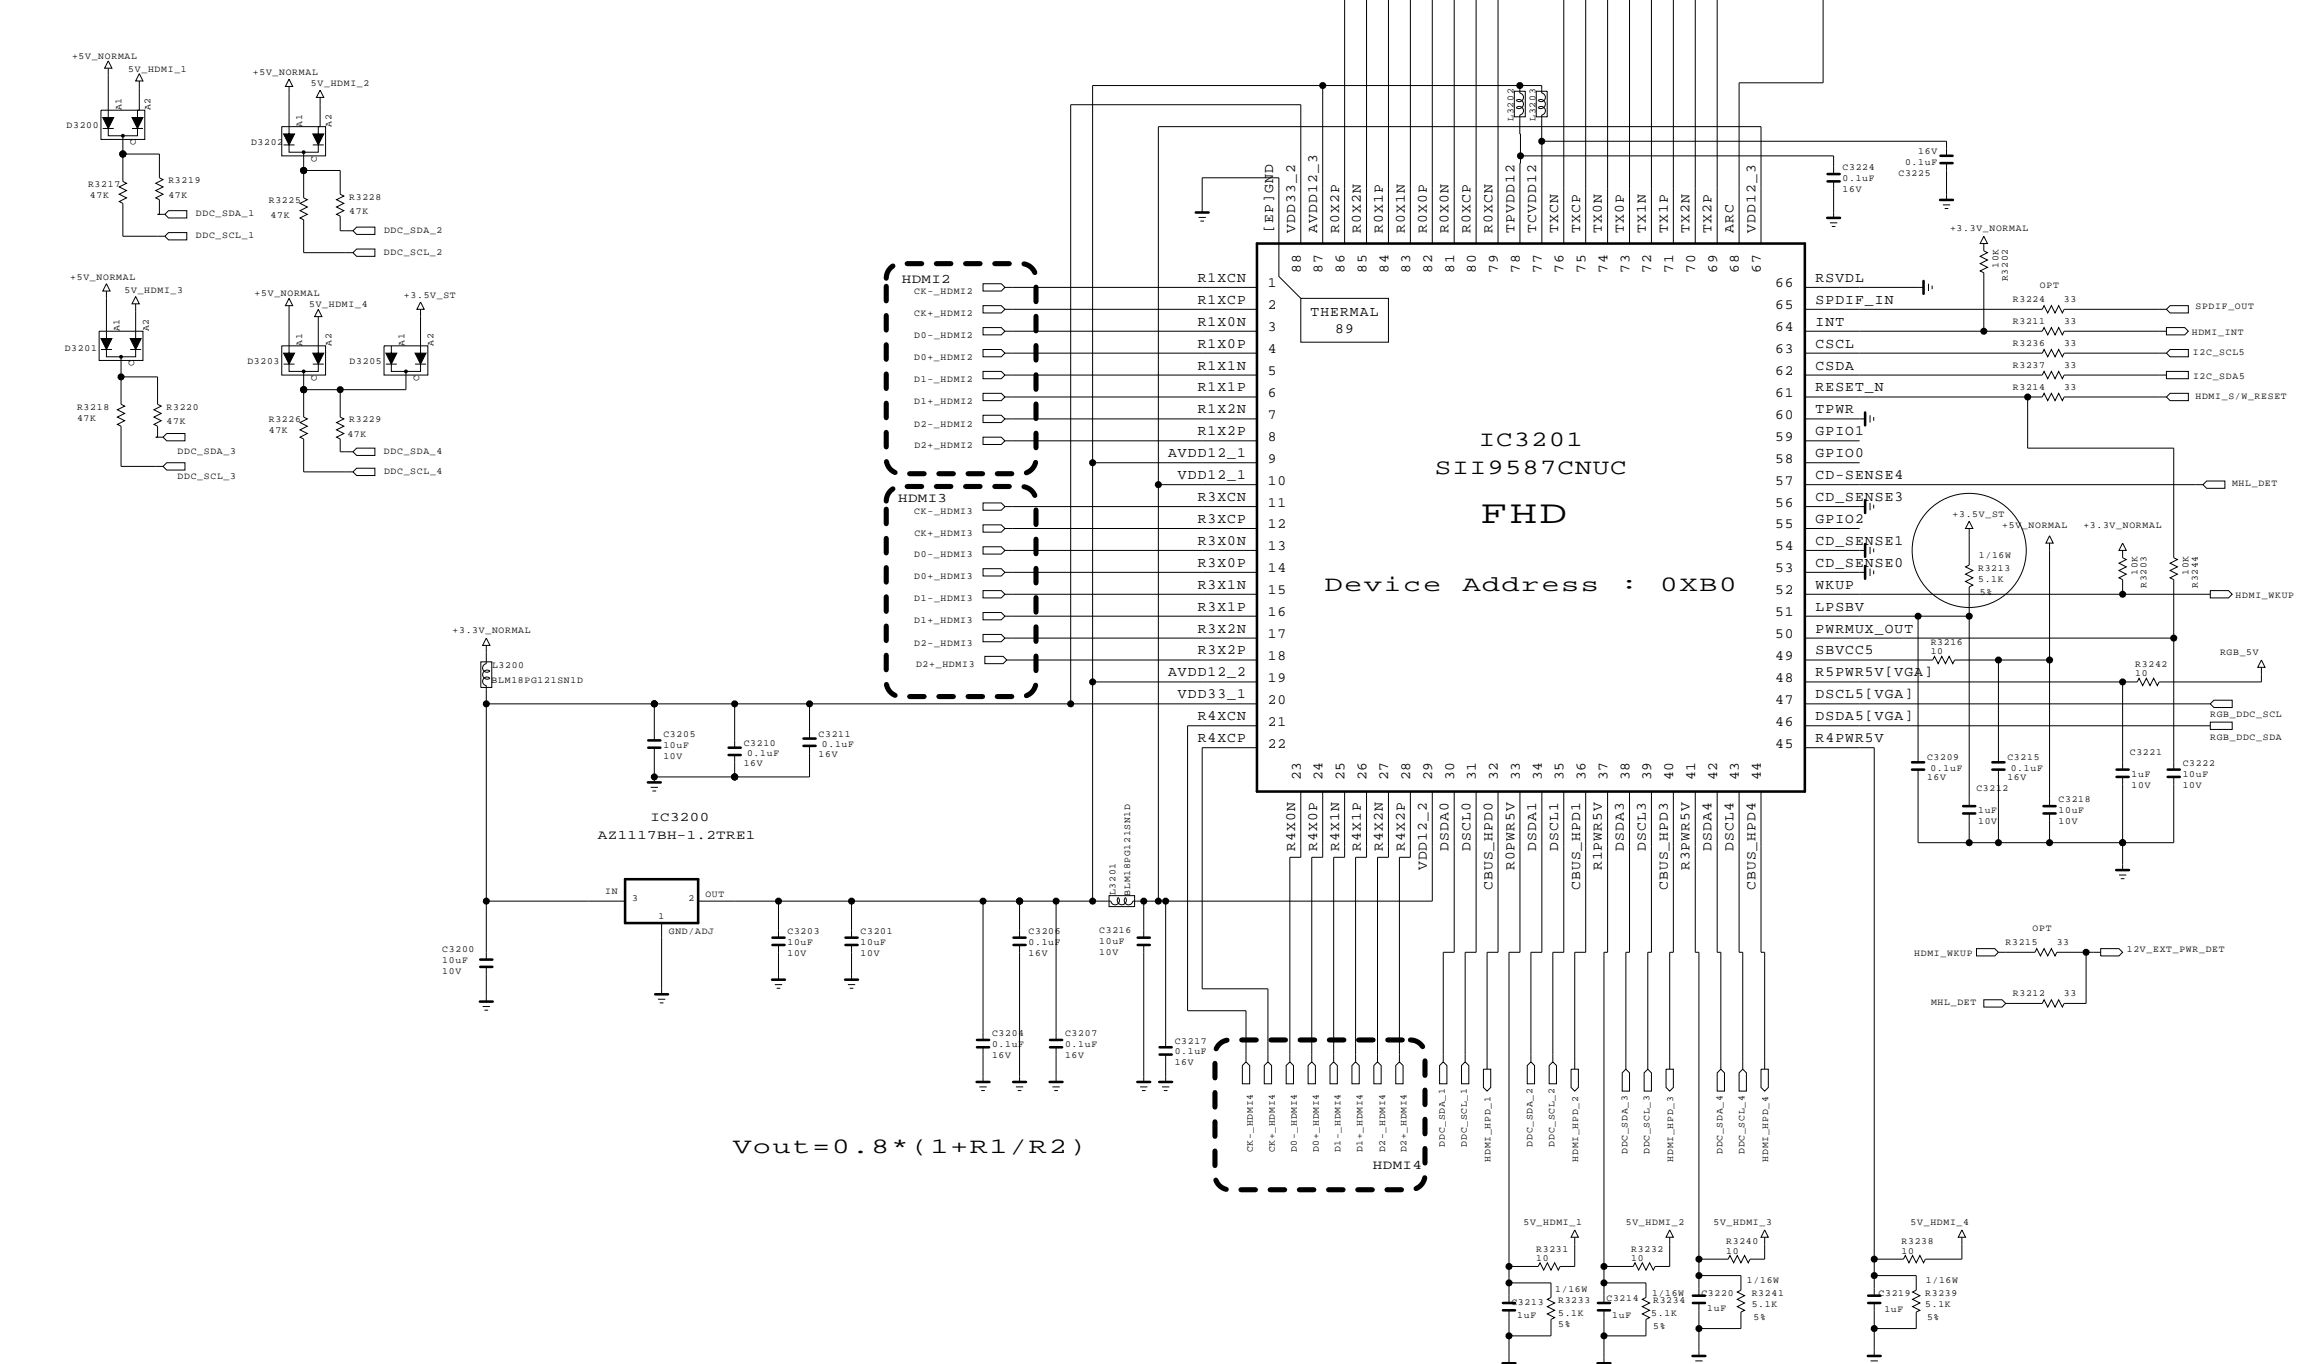 +5V_NORMAL
5V_HDMI_1
A1
A2
D3200
C
R3217
47K
R3219
47K
DDC_SDA_1
DDC_SCL_1
+5V_NORMAL
5V_HDMI_2
A1
A2
D3202
C
R3225
47K
R3228
47K
DDC_SDA_2
DDC_SCL_2
+5V_NORMAL
5V_HDMI_3
A1
A2
D3201
C
R3218
47K
R3220
47K
DDC_SDA_3
DDC_SCL_3
+5V_NORMAL
5V_HDMI_4
+3.5V_ST
A1
A2
A1
A2
D3203
D3205
C
C
R3226
47K
R3229
47K
DDC_SDA_4
DDC_SCL_4
L3202
L3203
C3224
0.1uF
16V
16V
0.1uF
C3225
[EP]GND
VDD33_2
AVDD12_3
R0X2P
R0X2N
R0X1P
R0X1N
R0X0P
R0X0N
R0XCP
R0XCN
TPVDD12
TCVDD12
TXCN
TXCP
TX0N
TX0P
TX1N
TX1P
TX2N
TX2P
ARC
VDD12_3
88
87
86
85
84
83
82
81
80
79
78
77
76
75
74
73
72
71
70
69
68
67
HDMI2
CK-_HDMI2
CK+_HDMI2
D0-_HDMI2
D0+_HDMI2
D1-_HDMI2
D1+_HDMI2
D2-_HDMI2
D2+_HDMI2
HDMI3
CK-_HDMI3
CK+_HDMI3
D0-_HDMI3
D0+_HDMI3
D1-_HDMI3
D1+_HDMI3
D2-_HDMI3
D2+_HDMI3
R1XCN 1
R1XCP 2
R1X0N 3
R1X0P 4
R1X1N 5
R1X1P 6
R1X2N 7
R1X2P 8
AVDD12_1 9
VDD12_1 10
R3XCN 11
R3XCP 12
R3X0N 13
R3X0P 14
R3X1N 15
R3X1P 16
R3X2N 17
R3X2P 18
AVDD12_2 19
VDD33_1 20
R4XCN 21
R4XCP 22
THERMAL
89
IC3201
SII9587CNUC
FHD
Device Address : 0XB0
66 RSVDL
65 SPDIF_IN
64 INT
63 CSCL
62 CSDA
61 RESET_N
60 TPWR
59 GPIO1
58 GPIO0
57 CD-SENSE4
56 CD_SENSE3
55 GPIO2
54 CD_SENSE1
53 CD_SENSE0
52 WKUP
51 LPSBV
50 PWRMUX_OUT
49 SBVCC5
48 R5PWR5V[VGA]
47 DSCL5[VGA]
46 DSDA5[VGA]
45 R4PWR5V
+3.3V_NORMAL
10K
R3202
OPT
R3224 33
SPDIF_OUT
R3211 33
HDMI_INT
R3236 33
I2C_SCL5
R3237 33
I2C_SDA5
R3214 33
HDMI_S/W_RESET
MHL_DET
+3.5V_ST
1/16W
R3213
5.1K
5%
+5V_NORMAL
+3.3V_NORMAL
10K
R3203
10K
R3244
HDMI_WKUP
R3216
10
R3242
10
RGB_5V
RGB_DDC_SCL
RGB_DDC_SDA
C3209
0.1uF
16V
C3212
1uF
10V
C3215
0.1uF
16V
C3218
10uF
10V
C3221
1uF
10V
C3222
10uF
10V
+3.3V_NORMAL
L3200
BLM18PG121SN1D
C3205
10uF
10V
C3210
0.1uF
16V
C3211
0.1uF
16V
IC3200
AZ1117BH-1.2TRE1
IN
3
2
OUT
1
GND/ADJ
C3200
10uF
10V
C3203
10uF
10V
C3201
10uF
10V
C3206
0.1uF
16V
C3216
10uF
10V
L3201
BLM18PG121SN1D
C3204
0.1uF
16V
C3207
0.1uF
16V
C3217
0.1uF
16V
23
24
25
26
27
28
29
30
31
32
33
34
35
36
37
38
39
40
41
42
43
44
R4X0N
R4X0P
R4X1N
R4X1P
R4X2N
R4X2P
VDD12_2
DSDA0
DSCL0
CBUS_HPD0
R0PWR5V
DSDA1
DSCL1
CBUS_HPD1
R1PWR5V
DSDA3
DSCL3
CBUS_HPD3
R3PWR5V
DSDA4
DSCL4
CBUS_HPD4
OPT
HDMI_WKUP
R3215 33
12V_EXT_PWR_DET
MHL_DET
R3212 33
Vout=0.8*(1+R1/R2)
CK-_HDMI4
CK+_HDMI4
D0-_HDMI4
D0+_HDMI4
D1-_HDMI4
D1+_HDMI4
D2-_HDMI4
D2+_HDMI4
HDMI4
DDC_SDA_1
DDC_SCL_1
HDMI_HPD_1
DDC_SDA_2
DDC_SCL_2
HDMI_HPD_2
DDC_SDA_3
DDC_SCL_3
HDMI_HPD_3
DDC_SDA_4
DDC_SCL_4
HDMI_HPD_4
5V_HDMI_1
R3231
10
C3213
1uF
1/16W
R3233
5.1K
5%
5V_HDMI_2
R3232
10
C3214
1uF
1/16W
R3234
5.1K
5%
5V_HDMI_3
R3240
10
C3220
1uF
1/16W
R3241
5.1K
5%
5V_HDMI_4
R3238
10
C3219
1uF
1/16W
R3239
5.1K
5%